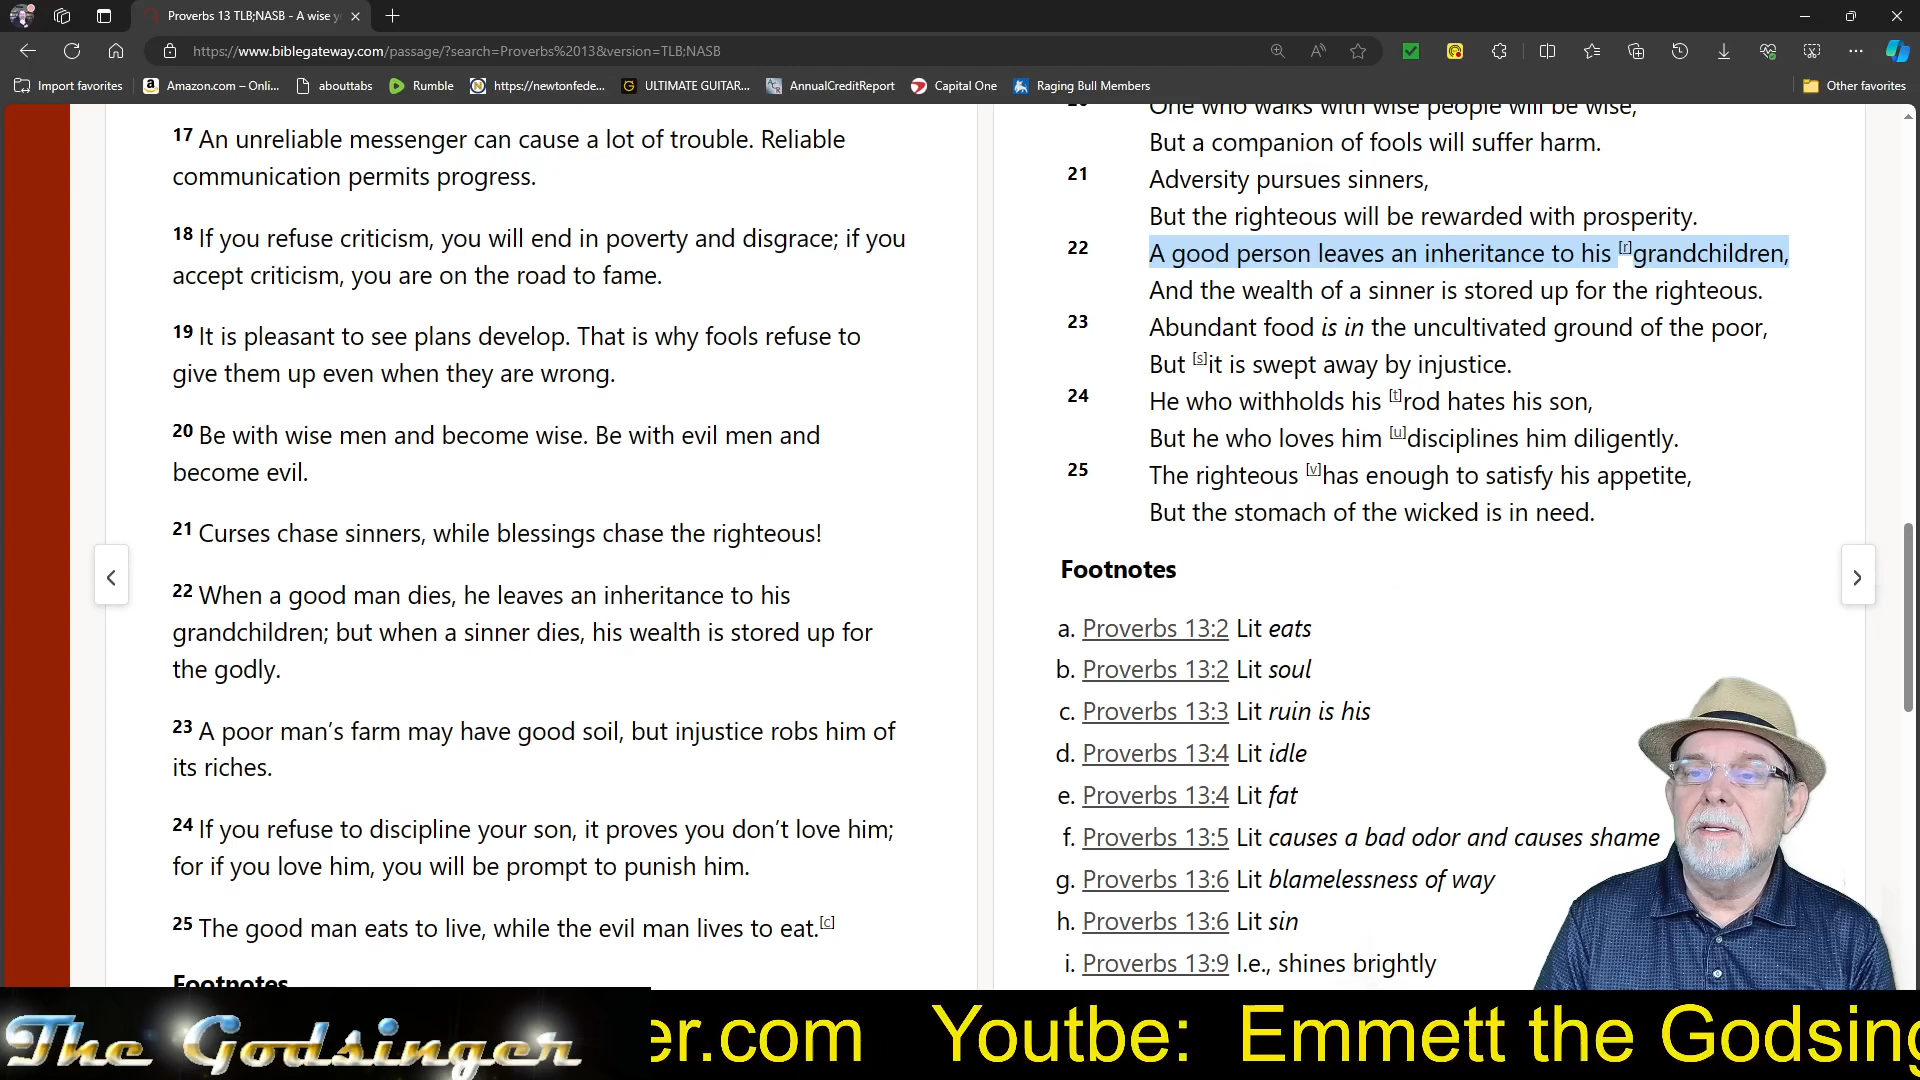 Proverbs 13 TLB;NASB - A wise y
https://www.biblegateway.com/passage/?search=Proverbs%2013&version=TLB;NASB
Import favorites
Amazon.com – Onli...
abouttabs
Rumble
https://newtonfede...
ULTIMATE GUITAR...
AnnualCreditReport
Capital One
Raging Bull Members
Other favorites
17 An unreliable messenger can cause a lot of trouble. Reliable
communication permits progress.
18 If you refuse criticism, you will end in poverty and disgrace; if you
accept criticism, you are on the road to fame.
19 It is pleasant to see plans develop. That is why fools refuse to
give them up even when they are wrong.
20 Be with wise men and become wise. Be with evil men and
become evil.
21 Curses chase sinners, while blessings chase the righteous!
22 When a good man dies, he leaves an inheritance to his
grandchildren; but when a sinner dies, his wealth is stored up for
the godly.
23 A poor man’s farm may have good soil, but injustice robs him of
its riches.
24 If you refuse to discipline your son, it proves you don’t love him;
for if you love him, you will be prompt to punish him.
25 The good man eats to live, while the evil man lives to eat.[c]
Footnotes
20 One who walks with wise people will be wise,
But a companion of fools will suffer harm.
21 Adversity pursues sinners,
But the righteous will be rewarded with prosperity.
22 A good person leaves an inheritance to his [r]grandchildren,
And the wealth of a sinner is stored up for the righteous.
23 Abundant food is in the uncultivated ground of the poor,
But [s]it is swept away by injustice.
24 He who withholds his [t]rod hates his son,
But he who loves him [u]disciplines him diligently.
25 The righteous [v]has enough to satisfy his appetite,
But the stomach of the wicked is in need.
Footnotes
a. Proverbs 13:2 Lit eats
b. Proverbs 13:2 Lit soul
c. Proverbs 13:3 Lit ruin is his
d. Proverbs 13:4 Lit idle
e. Proverbs 13:4 Lit fat
f. Proverbs 13:5 Lit causes a bad odor and causes shame
g. Proverbs 13:6 Lit blamelessness of way
h. Proverbs 13:6 Lit sin
i. Proverbs 13:9 I.e., shines brightly
The Godsinger
er.com Youtbe: Emmett the Godsing